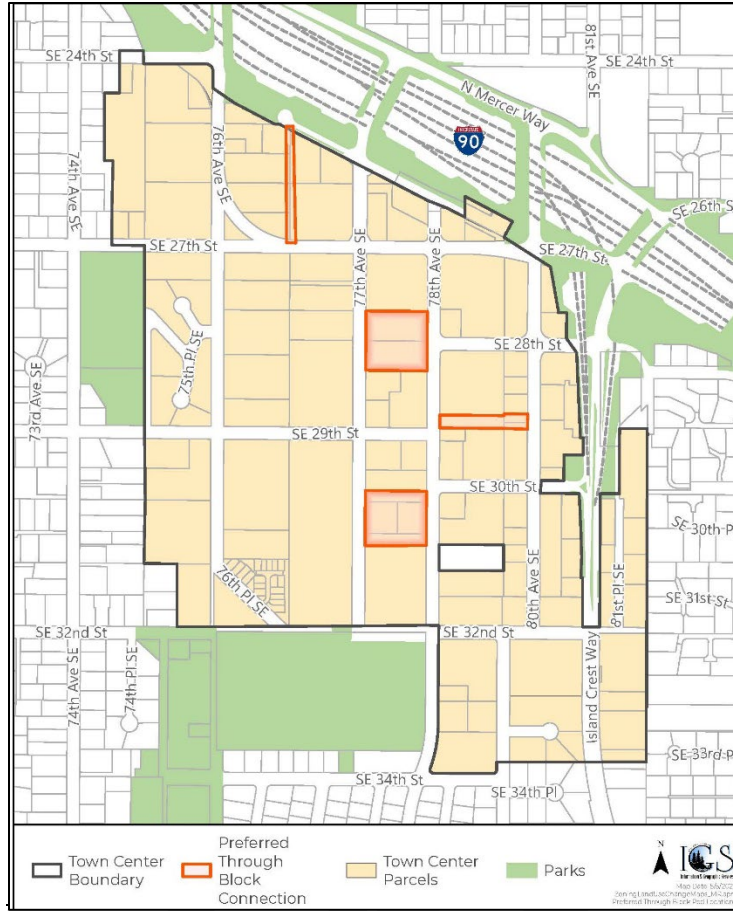 SE 24th St
81st Ave SE
SE 24th St
N Mercer Way
INTERSTATE
90
74th Ave SE
76th Ave SE
SE 26th St
SE 27th St
77th Ave SE
78th Ave SE
SE 27th St
75th Pl SE
SE 28th St
73rd Ave SE
SE 29th St
SE 30th St
SE 30th P
76th Pl SE
80th Ave SE
81st Pl SE
SE 31st St
SE 32nd St
SE 32nd St
74th Ave SE
74th Pl SE
Island Crest Way
SE 33rd P
SE 34th St
SE 34th Pl
Town Center
Boundary
Preferred
Through
Block
Connection
Town Center
Parcels
Parks
N
IGS